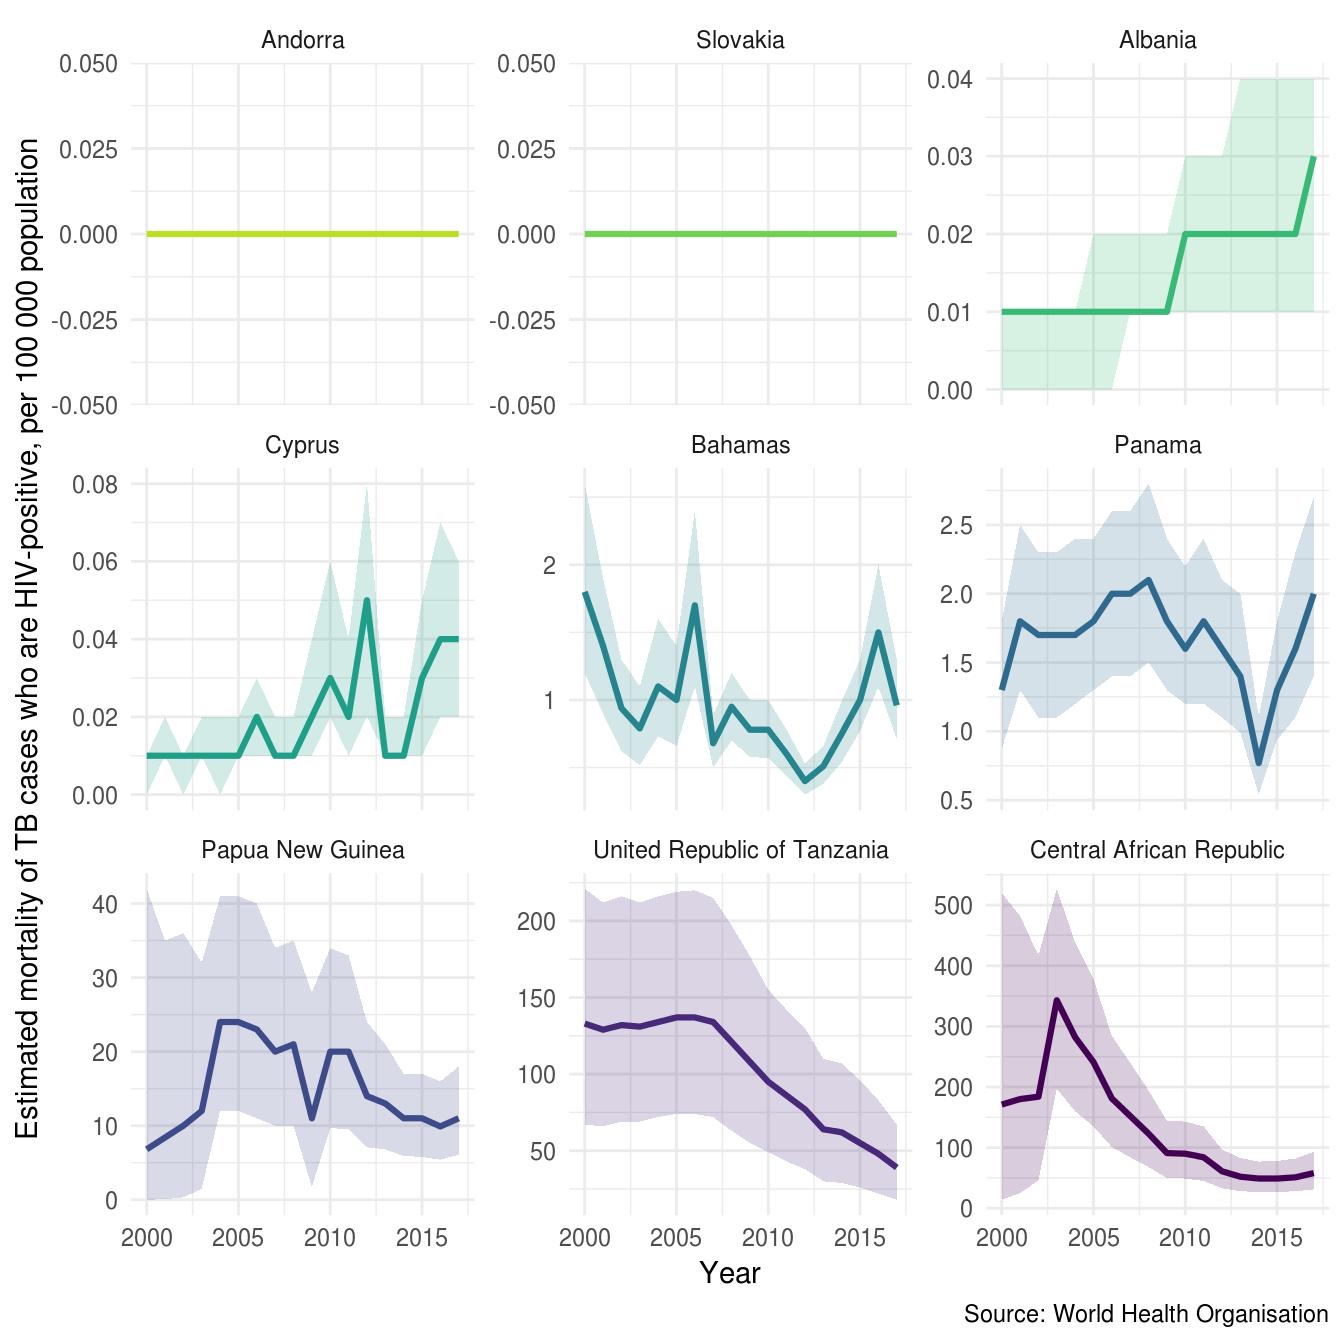 Estimated mortality of TB cases who are HIV-positive, per 100 000 population
Andorra
0.050
0.025
0.000
-0.025
-0.050
Slovakia
0.050
0.025
0.000
-0.025
-0.050
Albania
0.04
0.03
0.02
0.01
0.00
Cyprus
0.08
0.06
0.04
0.02
0.00
Bahamas
2
1
Panama
2.5
2.0
1.5
1.0
0.5
Papua New Guinea
40
30
20
10
0
2000 2005 2010 2015
United Republic of Tanzania
200
150
100
50
2000 2005 2010 2015
Central African Republic
500
400
300
200
100
0
2000 2005 2010 2015
Year
Source: World Health Organisation